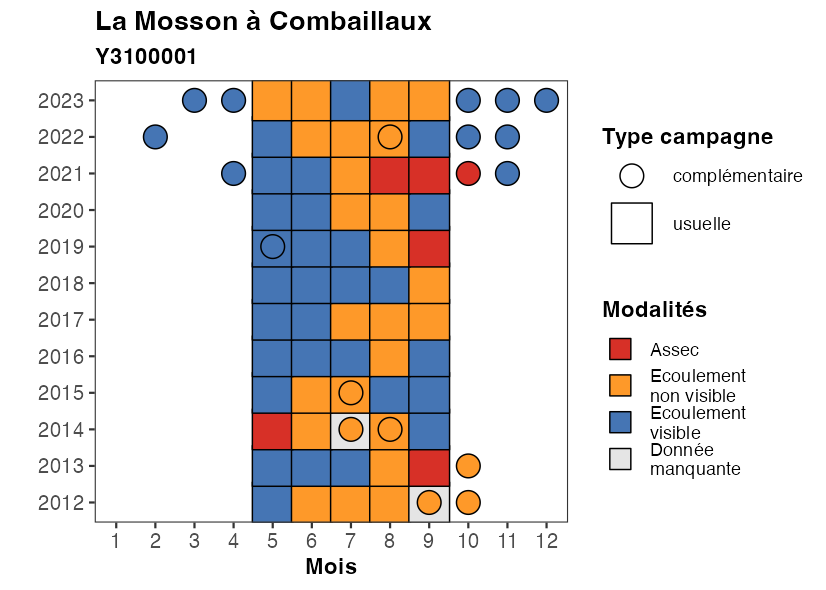 La Mosson à Combaillaux
Y3100001
2023
2022
2021
2020
2019
2018
2017
2016
2015
2014
2013
2012
1 2 3 4 5 6 7 8 9 10 11 12
Mois
Type campagne
complémentaire
usuelle
Modalités
Assec
Ecoulement
non visible
Ecoulement
visible
Donnée
manquante